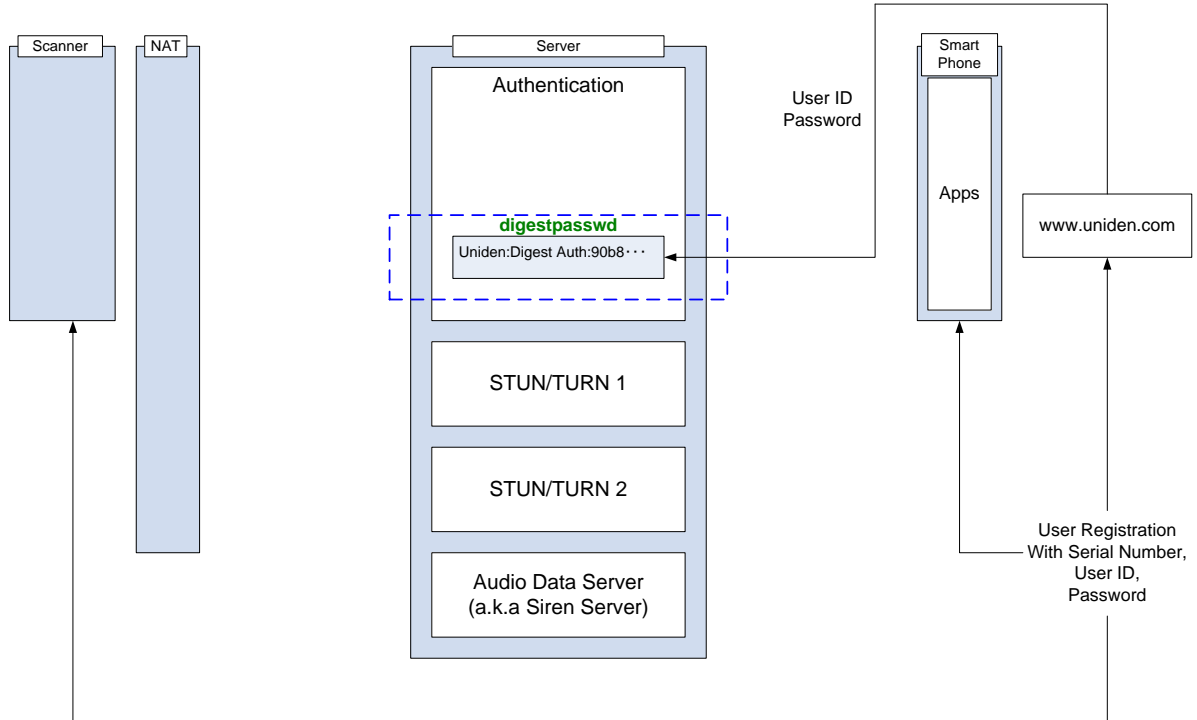 Scanner
NAT
Server
Authentication
digestpasswd
Uniden:Digest Auth:90b8···
STUN/TURN 1
STUN/TURN 2
Audio Data Server
(a.k.a Siren Server)
User ID
Password
Smart
Phone
Apps
www.uniden.com
User Registration
With Serial Number,
User ID,
Password